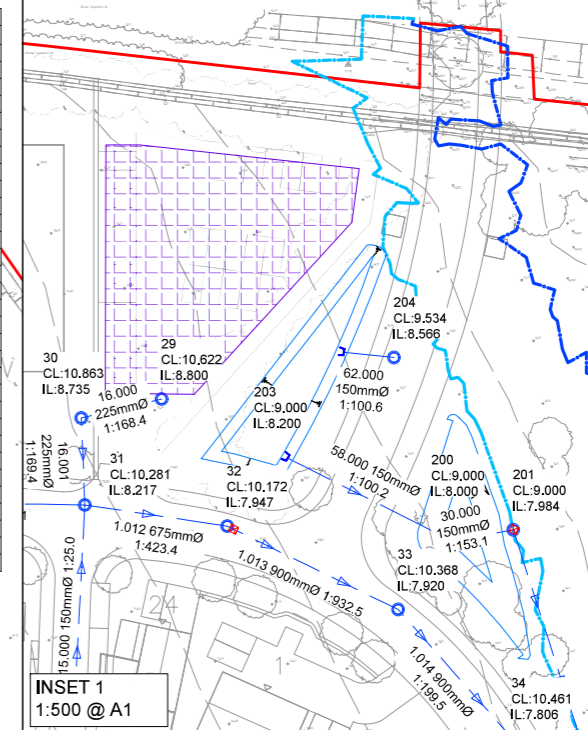 204
CL:9.534
IL:8.566
30
CL:10.863
IL:8.735
29
CL:10.622
IL:8.800
16.000
225mmØ
1:168.4
62.000
150mmØ
1:100.6
203
CL:9.000
IL:8.200
16.001
225mmØ
1:169.4
31
CL:10.281
IL:8.217
32
CL:10.172
IL:7.947
58.000 150mmØ
1:100.2
200
CL:9.000
IL:8.000
201
CL:9.000
IL:7.984
30.000
150mmØ
1:153.1
1.012 675mmØ
1:423.4
1.013 900mmØ 1:932.5
33
CL:10.368
IL:7.920
15.000 150mmØ 1:25.0
24
1
1.014 900mmØ
1:199.5
34
CL:10.461
IL:7.806
INSET 1
1:500 @ A1